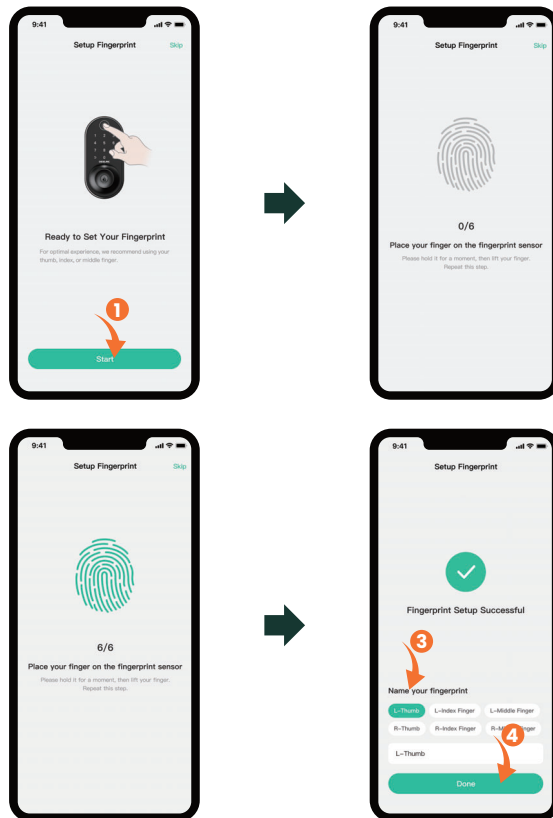 9:41
Setup Fingerprint
Skip
Ready to Set Your Fingerprint
For optimal experience, we recommend using your
thumb, index, or middle finger.
1
Start
9:41
Setup Fingerprint
Skip
0/6
Place your finger on the fingerprint sensor
Please hold it for a moment, then lift your finger.
Repeat this step.
9:41
Setup Fingerprint
Skip
6/6
Place your finger on the fingerprint sensor
Please hold it for a moment, then lift your finger.
Repeat this step.
9:41
Setup Fingerprint
Fingerprint Setup Successful
3
Name your fingerprint
L-Thumb L-Index Finger L-Middle Finger
R-Thumb R-Index Finger
4
L-Thumb
Done